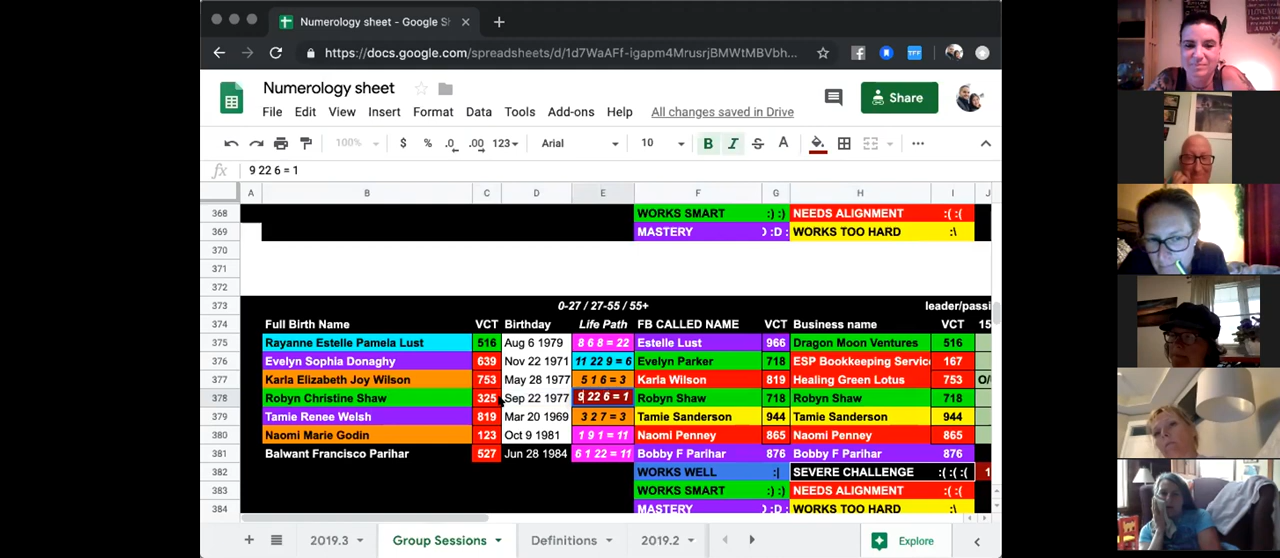 Numerology sheet - Google Sh
https://docs.google.com/spreadsheets/d/1d7WaAFf-igapm4MrusrjBMWtMBVbh...
Numerology sheet
File Edit View Insert Format Data Tools Add-ons Help All changes saved in Drive
Share
100% $ % .0 .00 123 Arial 10 B I S A
fx 9 22 6 = 1
A B C D E F G H I J
368 WORKS SMART :) :) NEEDS ALIGNMENT :( :(
369 MASTERY :D : WORKS TOO HARD :\
370
371
372
373 0-27 / 27-55 / 55+ leader/passi
374 Full Birth Name VCT Birthday Life Path FB CALLED NAME VCT Business name VCT 15
375 Rayanne Estelle Pamela Lust 516 Aug 6 1979 8 6 8 = 22 Estelle Lust 966 Dragon Moon Ventures 516
376 Evelyn Sophia Donaghy 639 Nov 22 1971 11 22 9 = 6 Evelyn Parker 718 ESP Bookkeeping Service 167
377 Karla Elizabeth Joy Wilson 753 May 28 1977 5 1 6 = 3 Karla Wilson 819 Healing Green Lotus 753 O/
378 Robyn Christine Shaw 325 Sep 22 1977 9 22 6 = 1 Robyn Shaw 718 Robyn Shaw 718
379 Tamie Renee Welsh 819 Mar 20 1969 3 2 7 = 3 Tamie Sanderson 944 Tamie Sanderson 944
380 Naomi Marie Godin 123 Oct 9 1981 1 9 1 = 11 Naomi Penney 865 Naomi Penney 865
381 Balwant Francisco Parihar 527 Jun 28 1984 6 1 22 = 11 Bobby F Parihar 876 Bobby F Parihar 876
382 WORKS WELL :| SEVERE CHALLENGE :( :( :( 1
383 WORKS SMART :) :) NEEDS ALIGNMENT :( :(
384 MASTERY :D : WORKS TOO HARD :\
2019.3 Group Sessions Definitions 2019.2 Explore